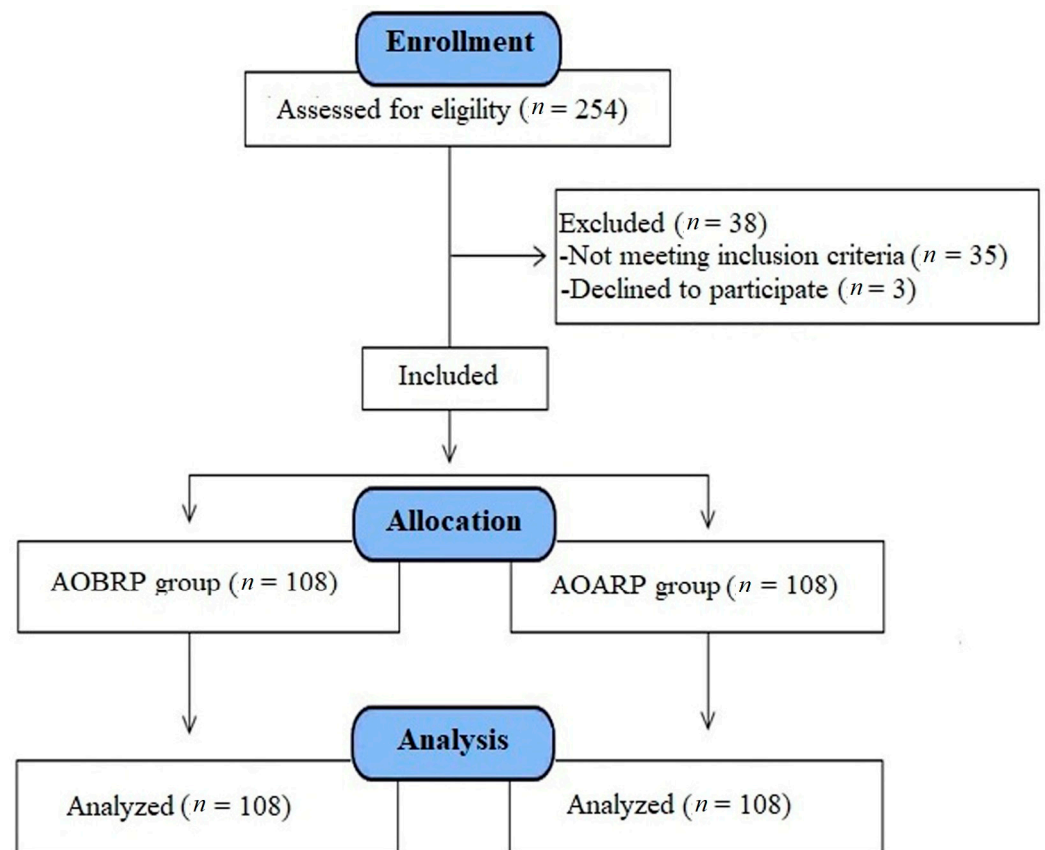 Enrollment
Assessed for eligility (n = 254)
Excluded (n = 38)
-Not meeting inclusion criteria (n = 35)
-Declined to participate (n = 3)
Included
Allocation
AOBRP group (n = 108)
AOARP group (n = 108)
Analysis
Analyzed (n = 108)
Analyzed (n = 108)